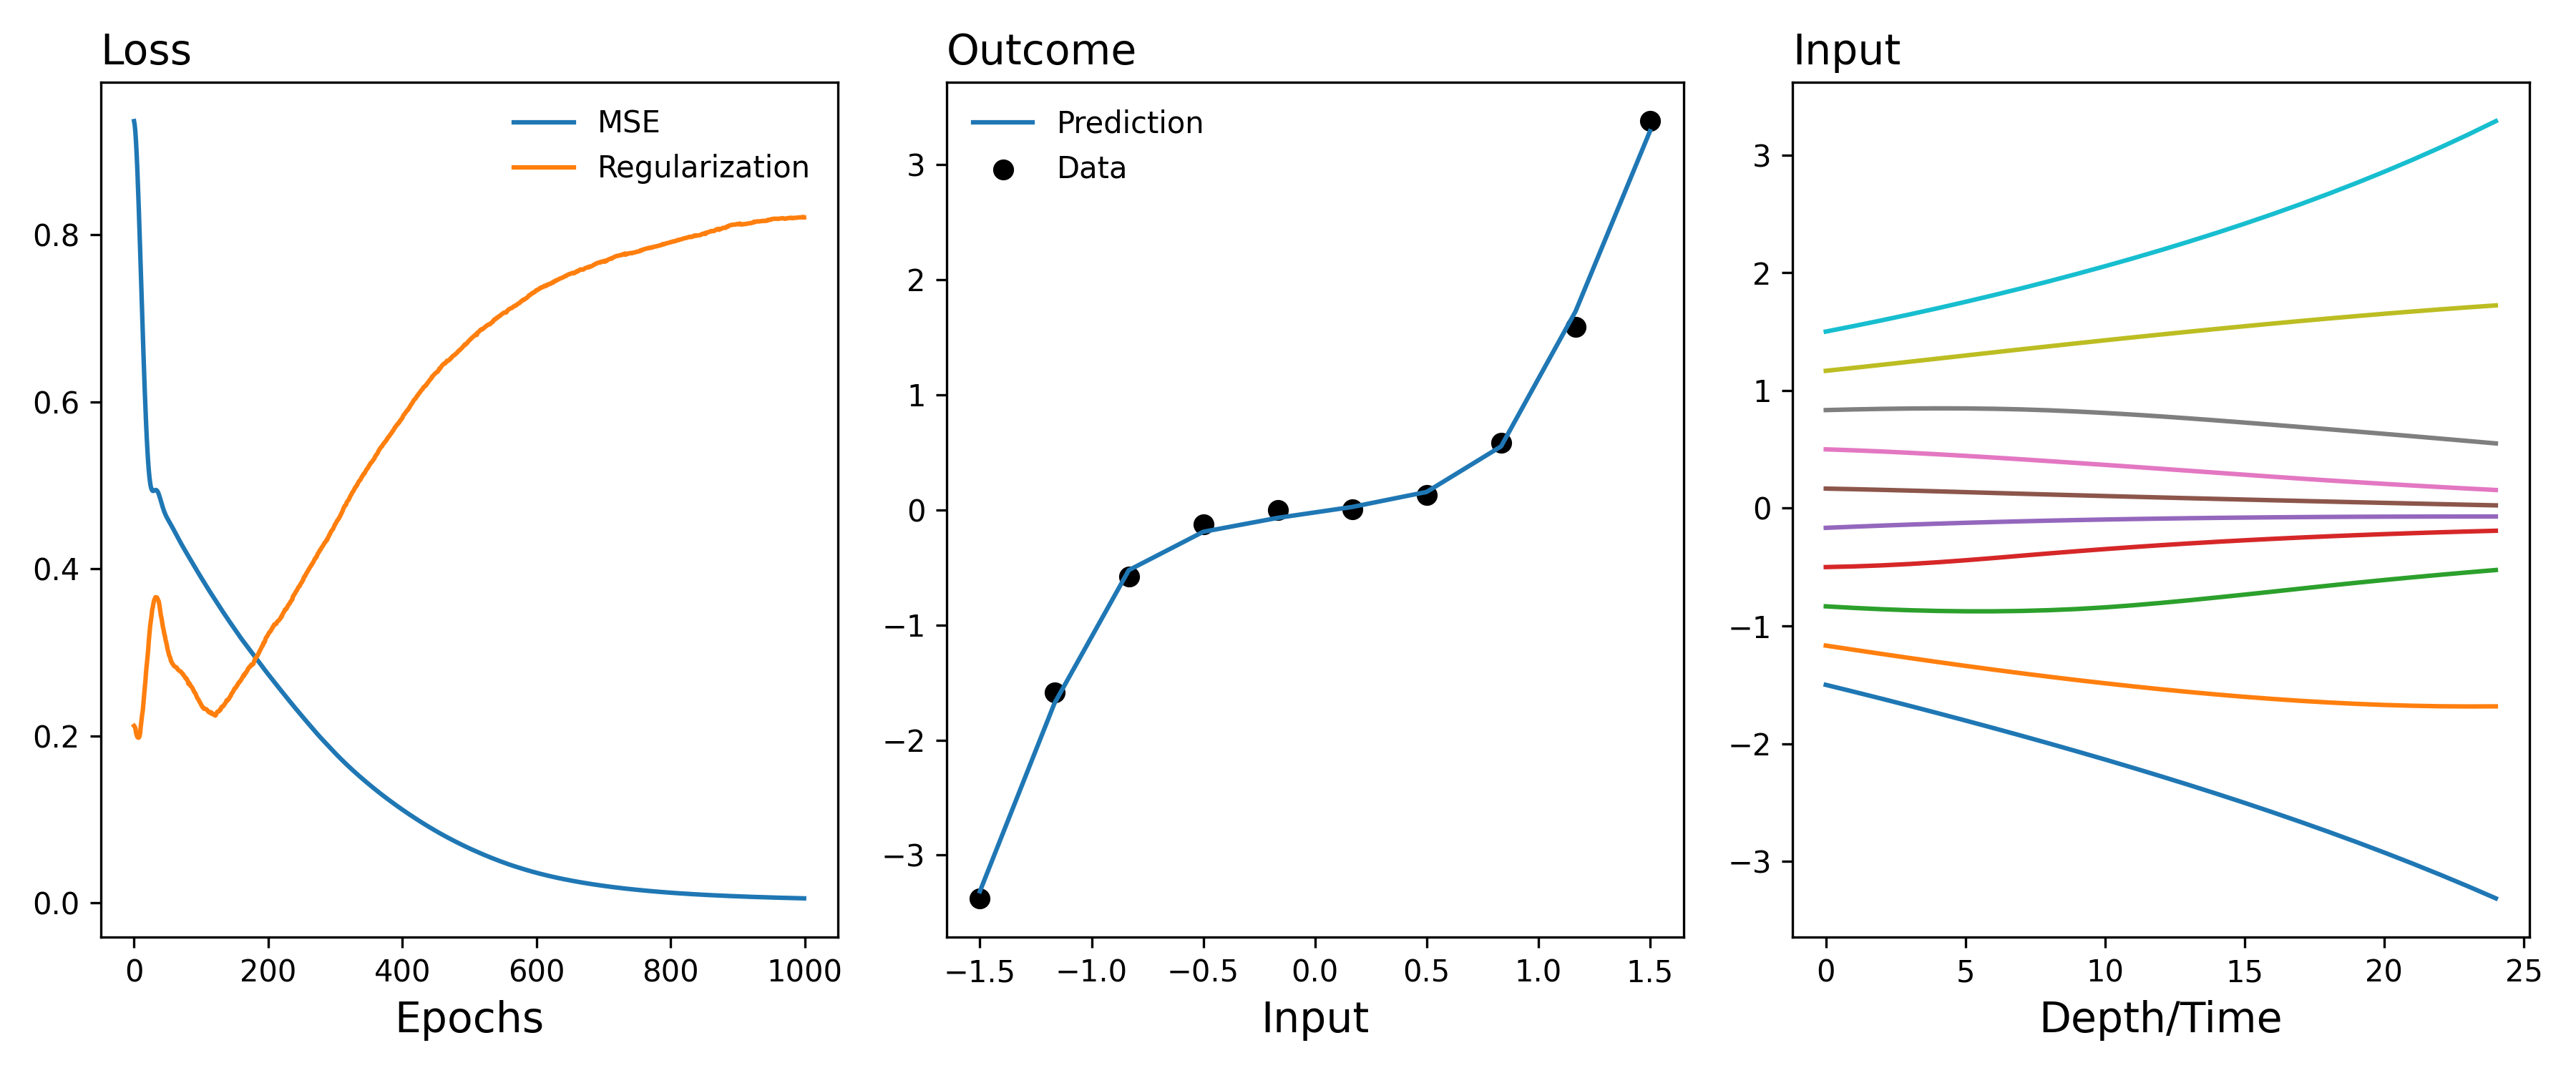 Loss
MSE
Regularization
0.8
0.6
0.4
0.2
0.0
0 200 400 600 800 1000
Epochs
Outcome
Prediction
Data
3
2
1
0
−1
−2
−3
−1.5 −1.0 −0.5 0.0 0.5 1.0 1.5
Input
Input
3
2
1
0
−1
−2
−3
0 5 10 15 20 25
Depth/Time